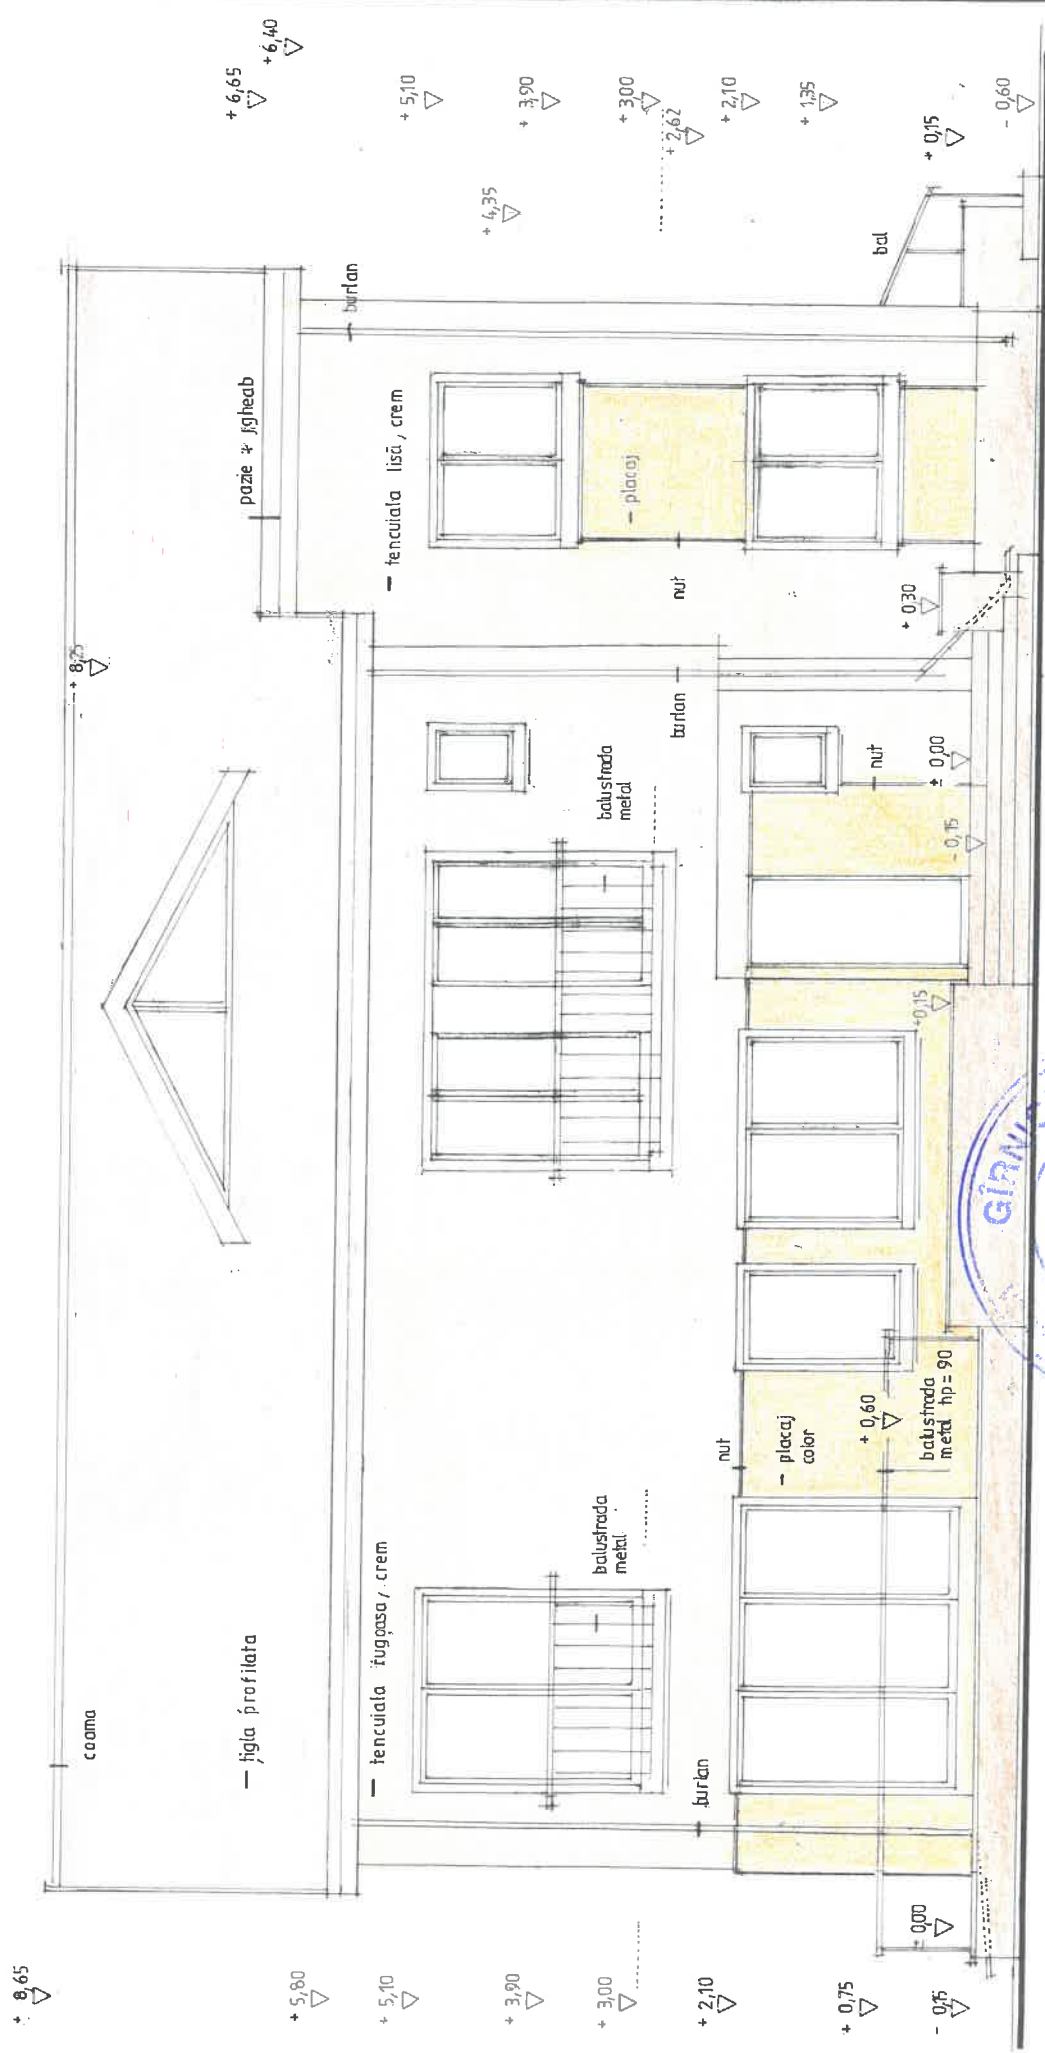 + 8,65
+ 5,80
+ 5,10
+ 3,90
+ 3,00
+ 2,10
+ 0,75
- 0,15
coama
— țigla profilata
— tencuiala rugoasa, crem
balustrada
metal
burlan
± 0,00
nut
— placaj
color
+ 0,60
balustrada
metal hp = 90
+ 8,25
balustrada
metal
burlan
nut
± 0,00
- 0,15
+0,15
+ 0,30
pazie + jgheab
burlan
— tencuiala lisă, crem
— placaj
nut
bal
+ 6,65
+ 6,40
+ 5,10
+ 4,35
+ 3,90
+ 3,00
+ 2,62
+ 2,10
+ 1,35
+ 0,15
- 0,60